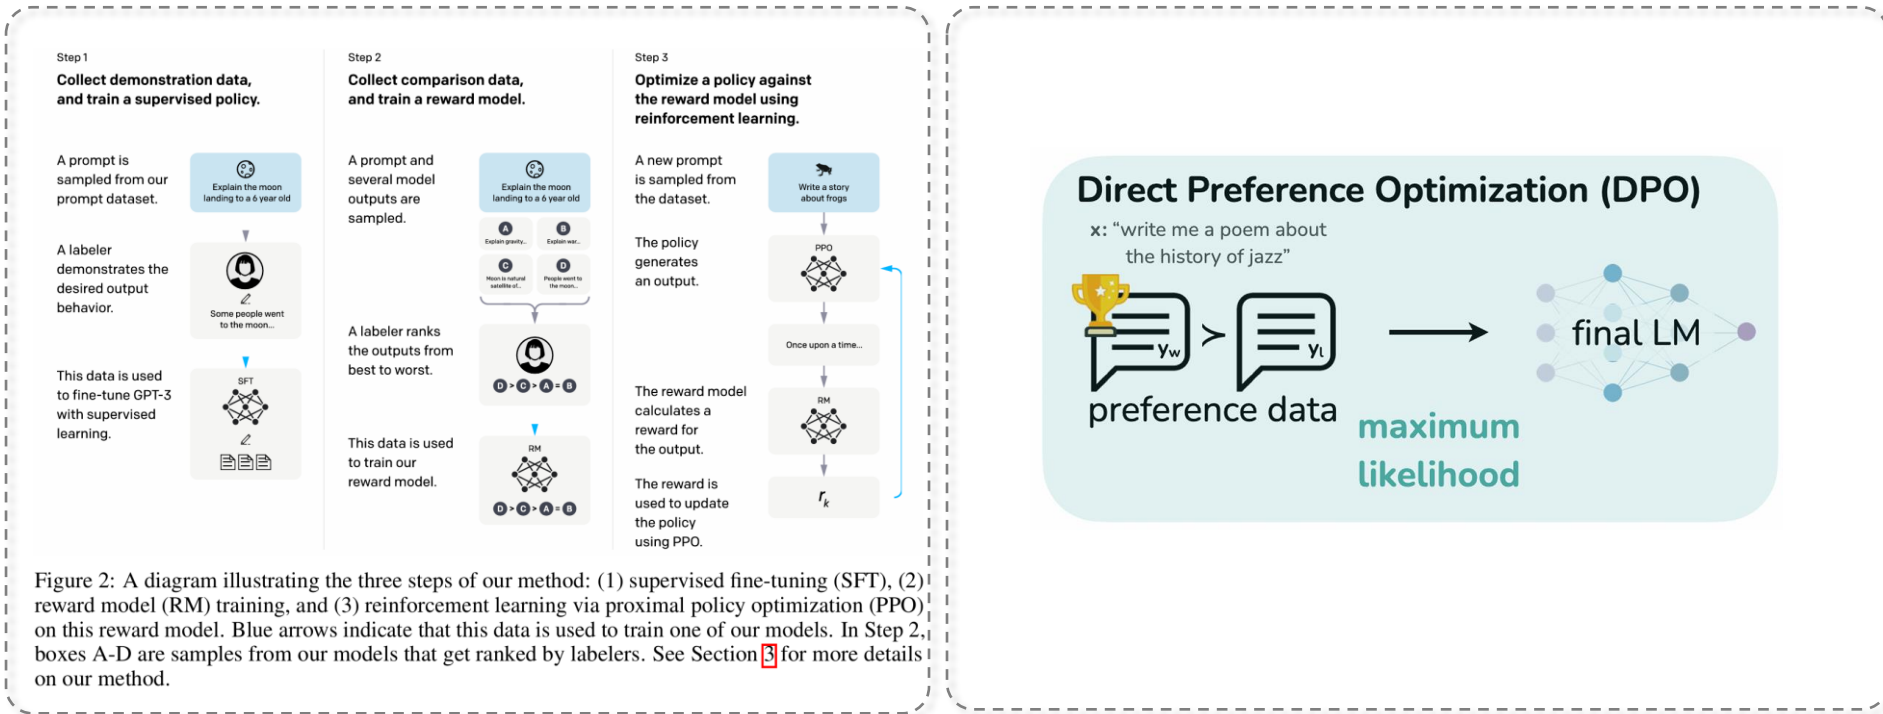 Step 1
Collect demonstration data,
and train a supervised policy.
A prompt is
sampled from our
prompt dataset.
Explain the moon
landing to a 6 year old
A labeler
demonstrates the
desired output
behavior.
Some people went
to the moon...
This data is used
to fine-tune GPT-3
with supervised
learning.
SFT
Step 2
Collect comparison data,
and train a reward model.
A prompt and
several model
outputs are
sampled.
Explain the moon
landing to a 6 year old
A
Explain gravity...
B
Explain war...
C
Moon is natural
satellite of...
D
People went to
the moon...
A labeler ranks
the outputs from
best to worst.
D > C > A = B
This data is used
to train our
reward model.
RM
D > C > A = B
Step 3
Optimize a policy against
the reward model using
reinforcement learning.
A new prompt
is sampled from
the dataset.
Write a story
about frogs
The policy
generates
an output.
PPO
Once upon a time...
The reward model
calculates a
reward for
the output.
RM
The reward is
used to update
the policy
using PPO.
rk
Figure 2: A diagram illustrating the three steps of our method: (1) supervised fine-tuning (SFT), (2)
reward model (RM) training, and (3) reinforcement learning via proximal policy optimization (PPO)
on this reward model. Blue arrows indicate that this data is used to train one of our models. In Step 2,
boxes A-D are samples from our models that get ranked by labelers. See Section 3 for more details
on our method.
Direct Preference Optimization (DPO)
x: “write me a poem about
the history of jazz”
yw ≻ yl
preference data
maximum
likelihood
final LM